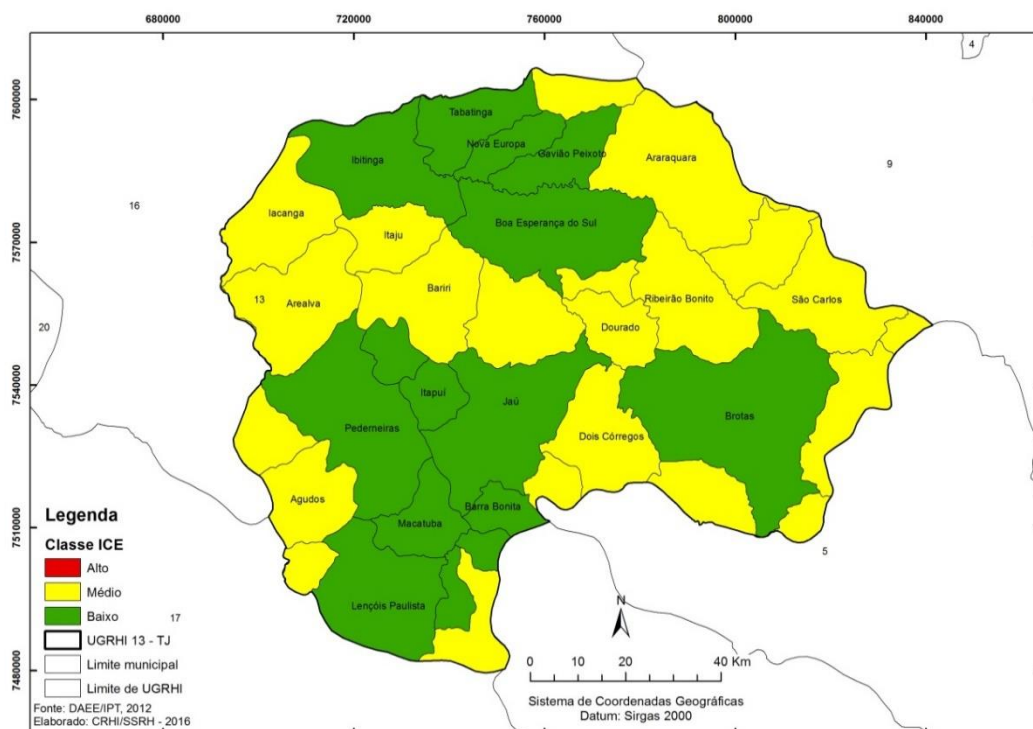 680000
720000
760000
800000
840000
4
7600000
Tabatinga
Nova Europa
Gavião Peixoto
Ibitinga
Araraquara
9
16
Iacanga
Boa Esperança do Sul
7570000
Itaju
Bariri
13
Arealva
Ribeirão Bonito
São Carlos
20
Dourado
7540000
Itapuí
Jaú
Brotas
Pederneiras
Dois Córregos
Agudos
Barra Bonita
Legenda
Macatuba
7510000
Classe ICE
5
Alto
Médio
Baixo
17
Lençóis Paulista
N
UGRHI 13 - TJ
Limite municipal
0 10 20 40 Km
7480000
Limite de UGRHI
Sistema de Coordenadas Geográficas
Datum: Sirgas 2000
Fonte: DAEE/IPT, 2012
Elaborado: CRHI/SSRH - 2016